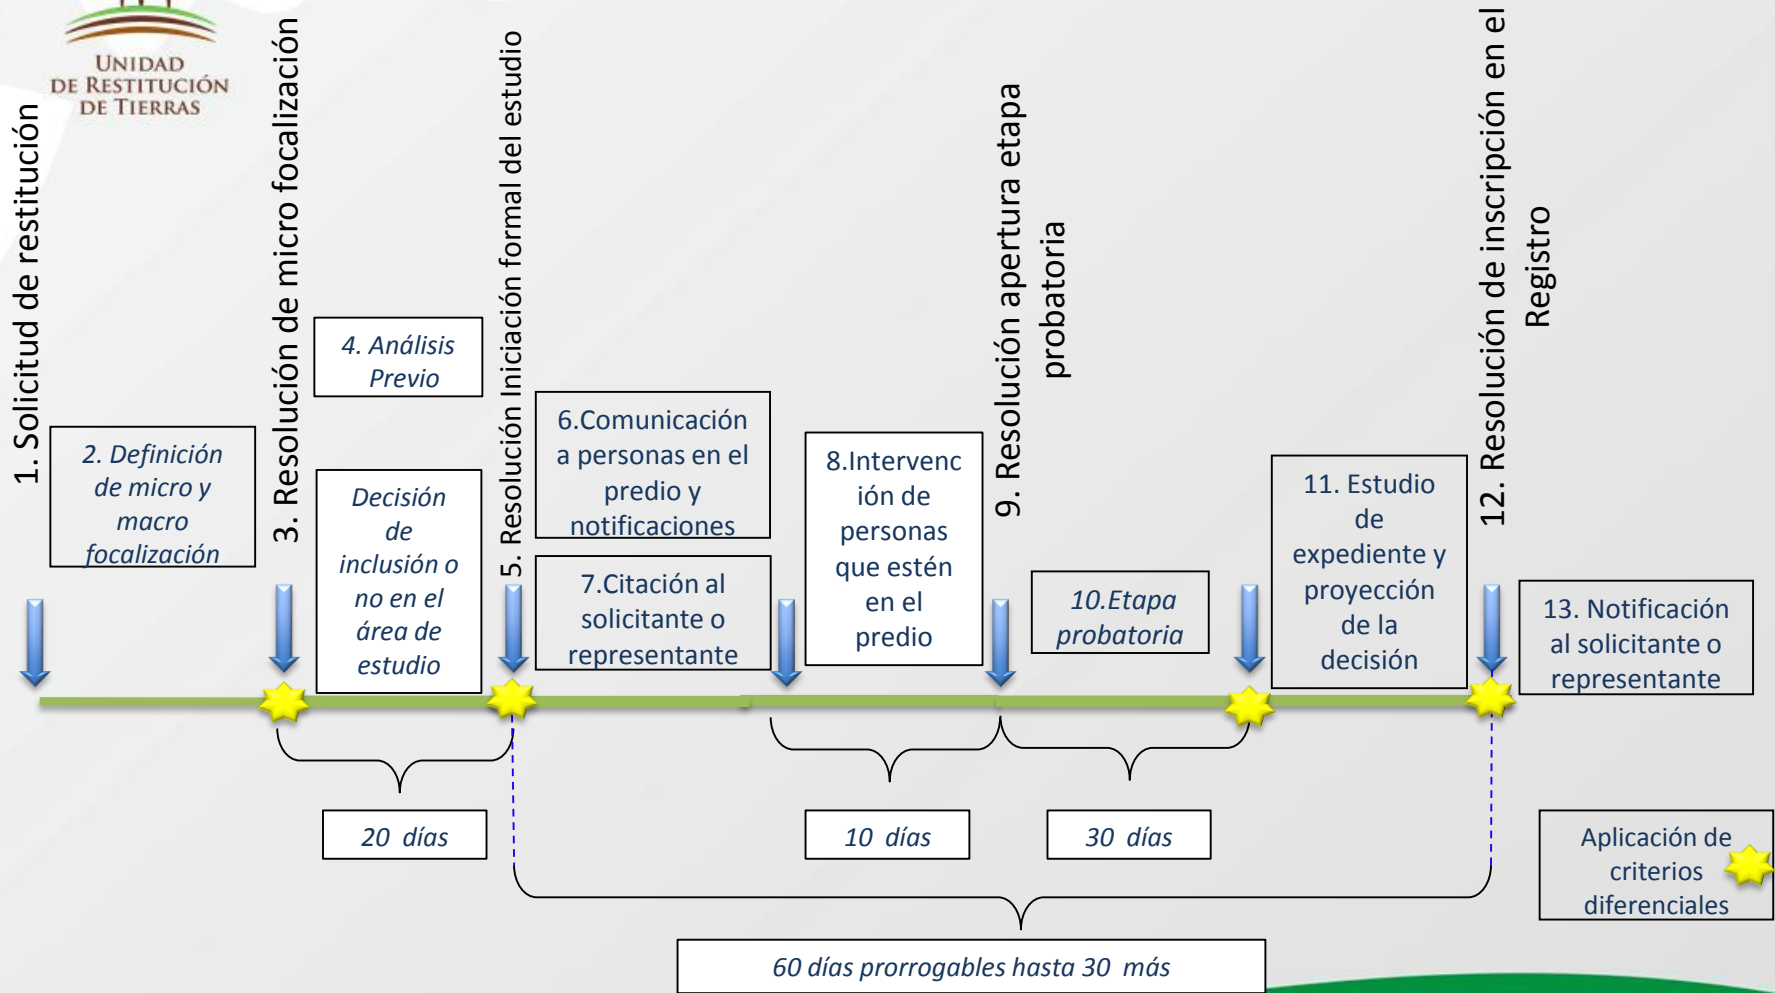 UNIDAD
DE RESTITUCIÓN
DE TIERRAS
1. Solicitud de restitución
2. Definición
de micro y
macro
focalización
3. Resolución de micro focalización
4. Análisis
Previo
Decisión
de
inclusión o
no en el
área de
estudio
5. Resolución Iniciación formal del estudio
6.Comunicación
a personas en el
predio y
notificaciones
7.Citación al
solicitante o
representante
8.Intervenc
ión de
personas
que estén
en el
predio
9. Resolución apertura etapa
probatoria
10.Etapa
probatoria
11. Estudio
de
expediente y
proyección
de la
decisión
12. Resolución de inscripción en el
Registro
13. Notificación
al solicitante o
representante
20 días
10 días
30 días
60 días prorrogables hasta 30 más
Aplicación de
criterios
diferenciales